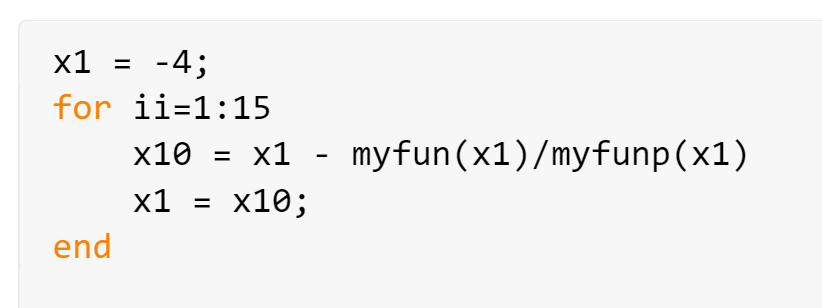 x1 = -4;
for ii=1:15
    x10 = x1 - myfun(x1)/myfunp(x1)
    x1 = x10;
end